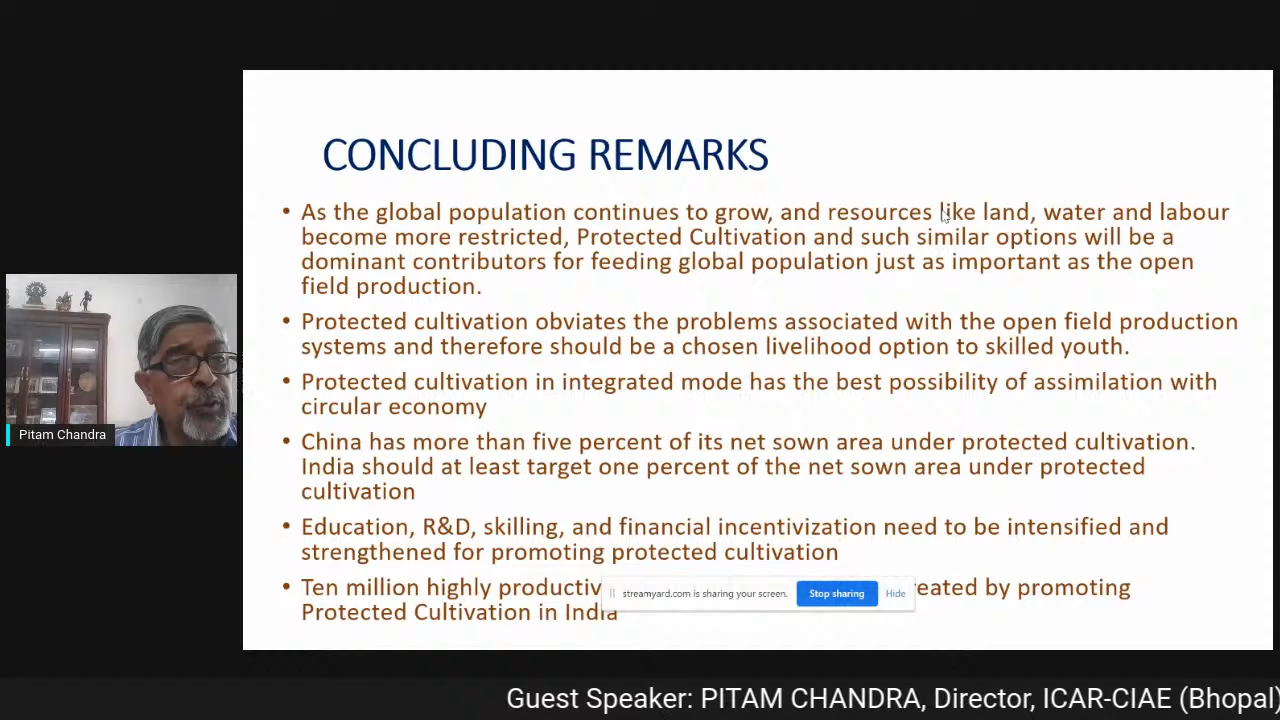 CONCLUDING REMARKS
• As the global population continues to grow, and resources like land, water and labour
become more restricted, Protected Cultivation and such similar options will be a
dominant contributors for feeding global population just as important as the open
field production.
• Protected cultivation obviates the problems associated with the open field production
systems and therefore should be a chosen livelihood option to skilled youth.
• Protected cultivation in integrated mode has the best possibility of assimilation with
circular economy
• China has more than five percent of its net sown area under protected cultivation.
India should at least target one percent of the net sown area under protected
cultivation
• Education, R&D, skilling, and financial incentivization need to be intensified and
strengthened for promoting protected cultivation
• Ten million highly by promoting
Protected Cultivation in India
streamyard.com is sharing your screen. Stop sharing Hide
Pitam Chandra
Guest Speaker: PITAM CHANDRA, Director, ICAR-CIAE (Bhopal)